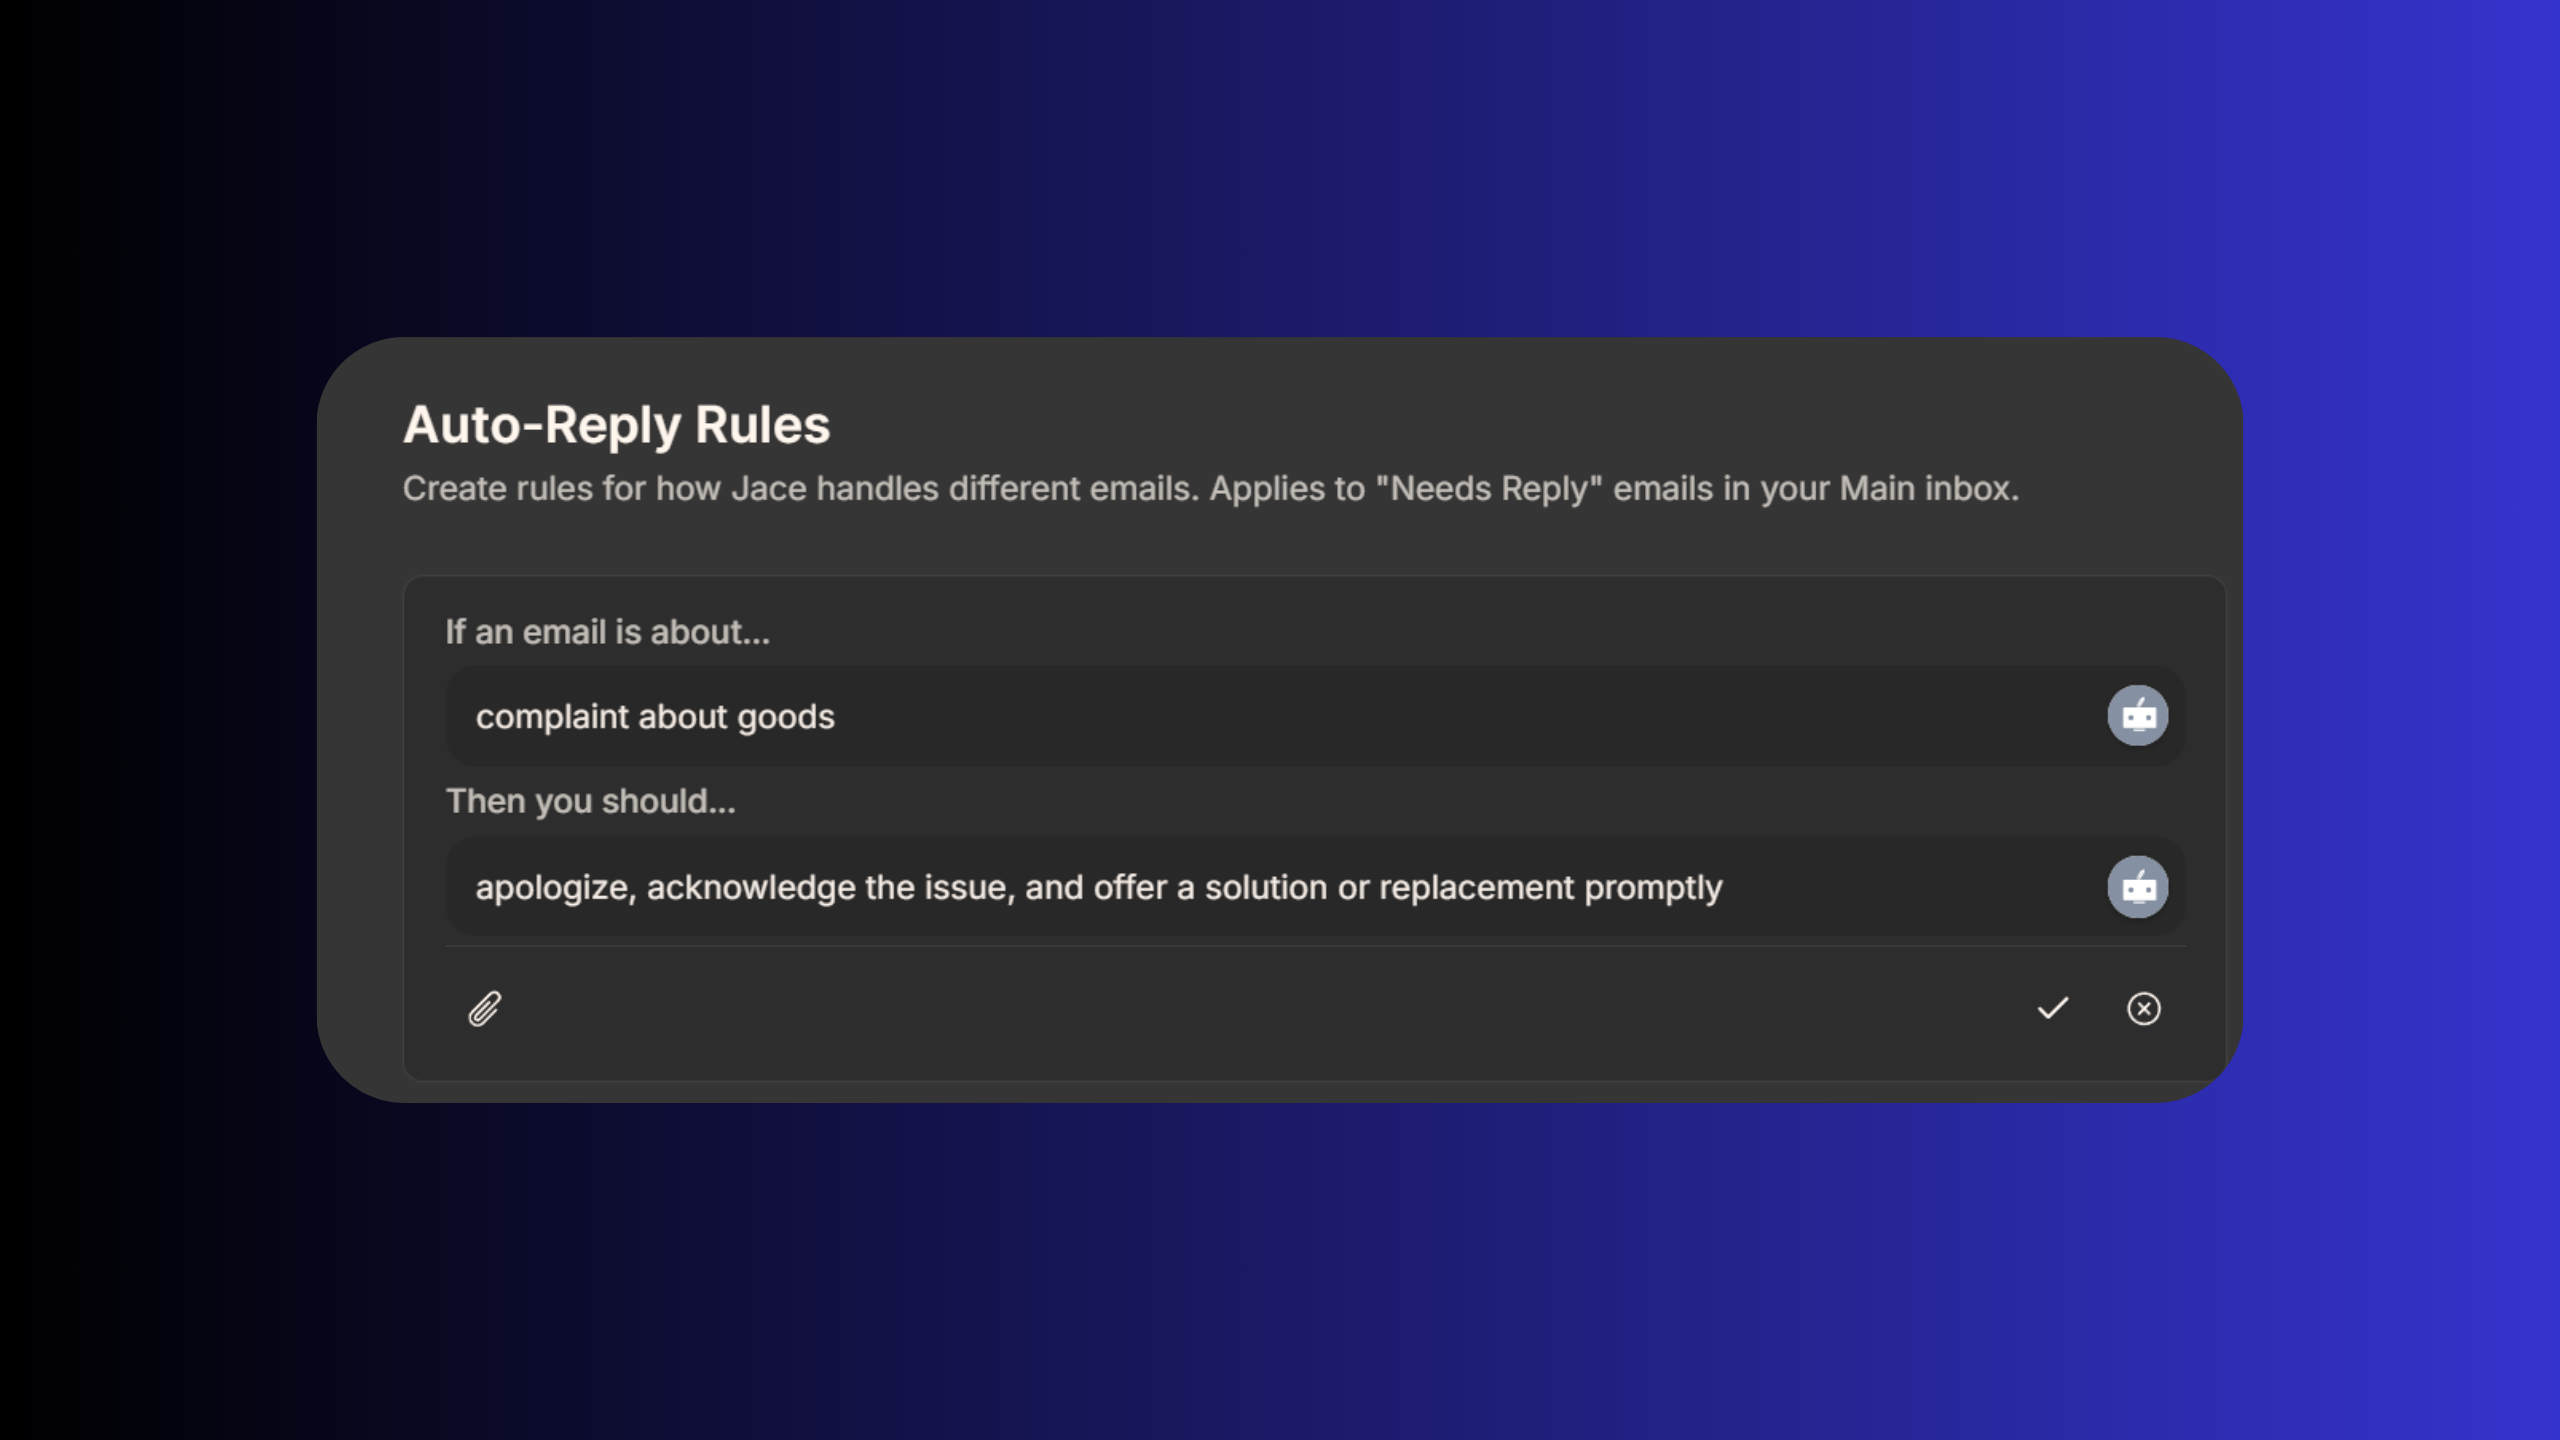 Auto-Reply Rules
Create rules for how Jace handles different emails. Applies to "Needs Reply" emails in your Main inbox.
If an email is about...
complaint about goods
Then you should...
apologize, acknowledge the issue, and offer a solution or replacement promptly